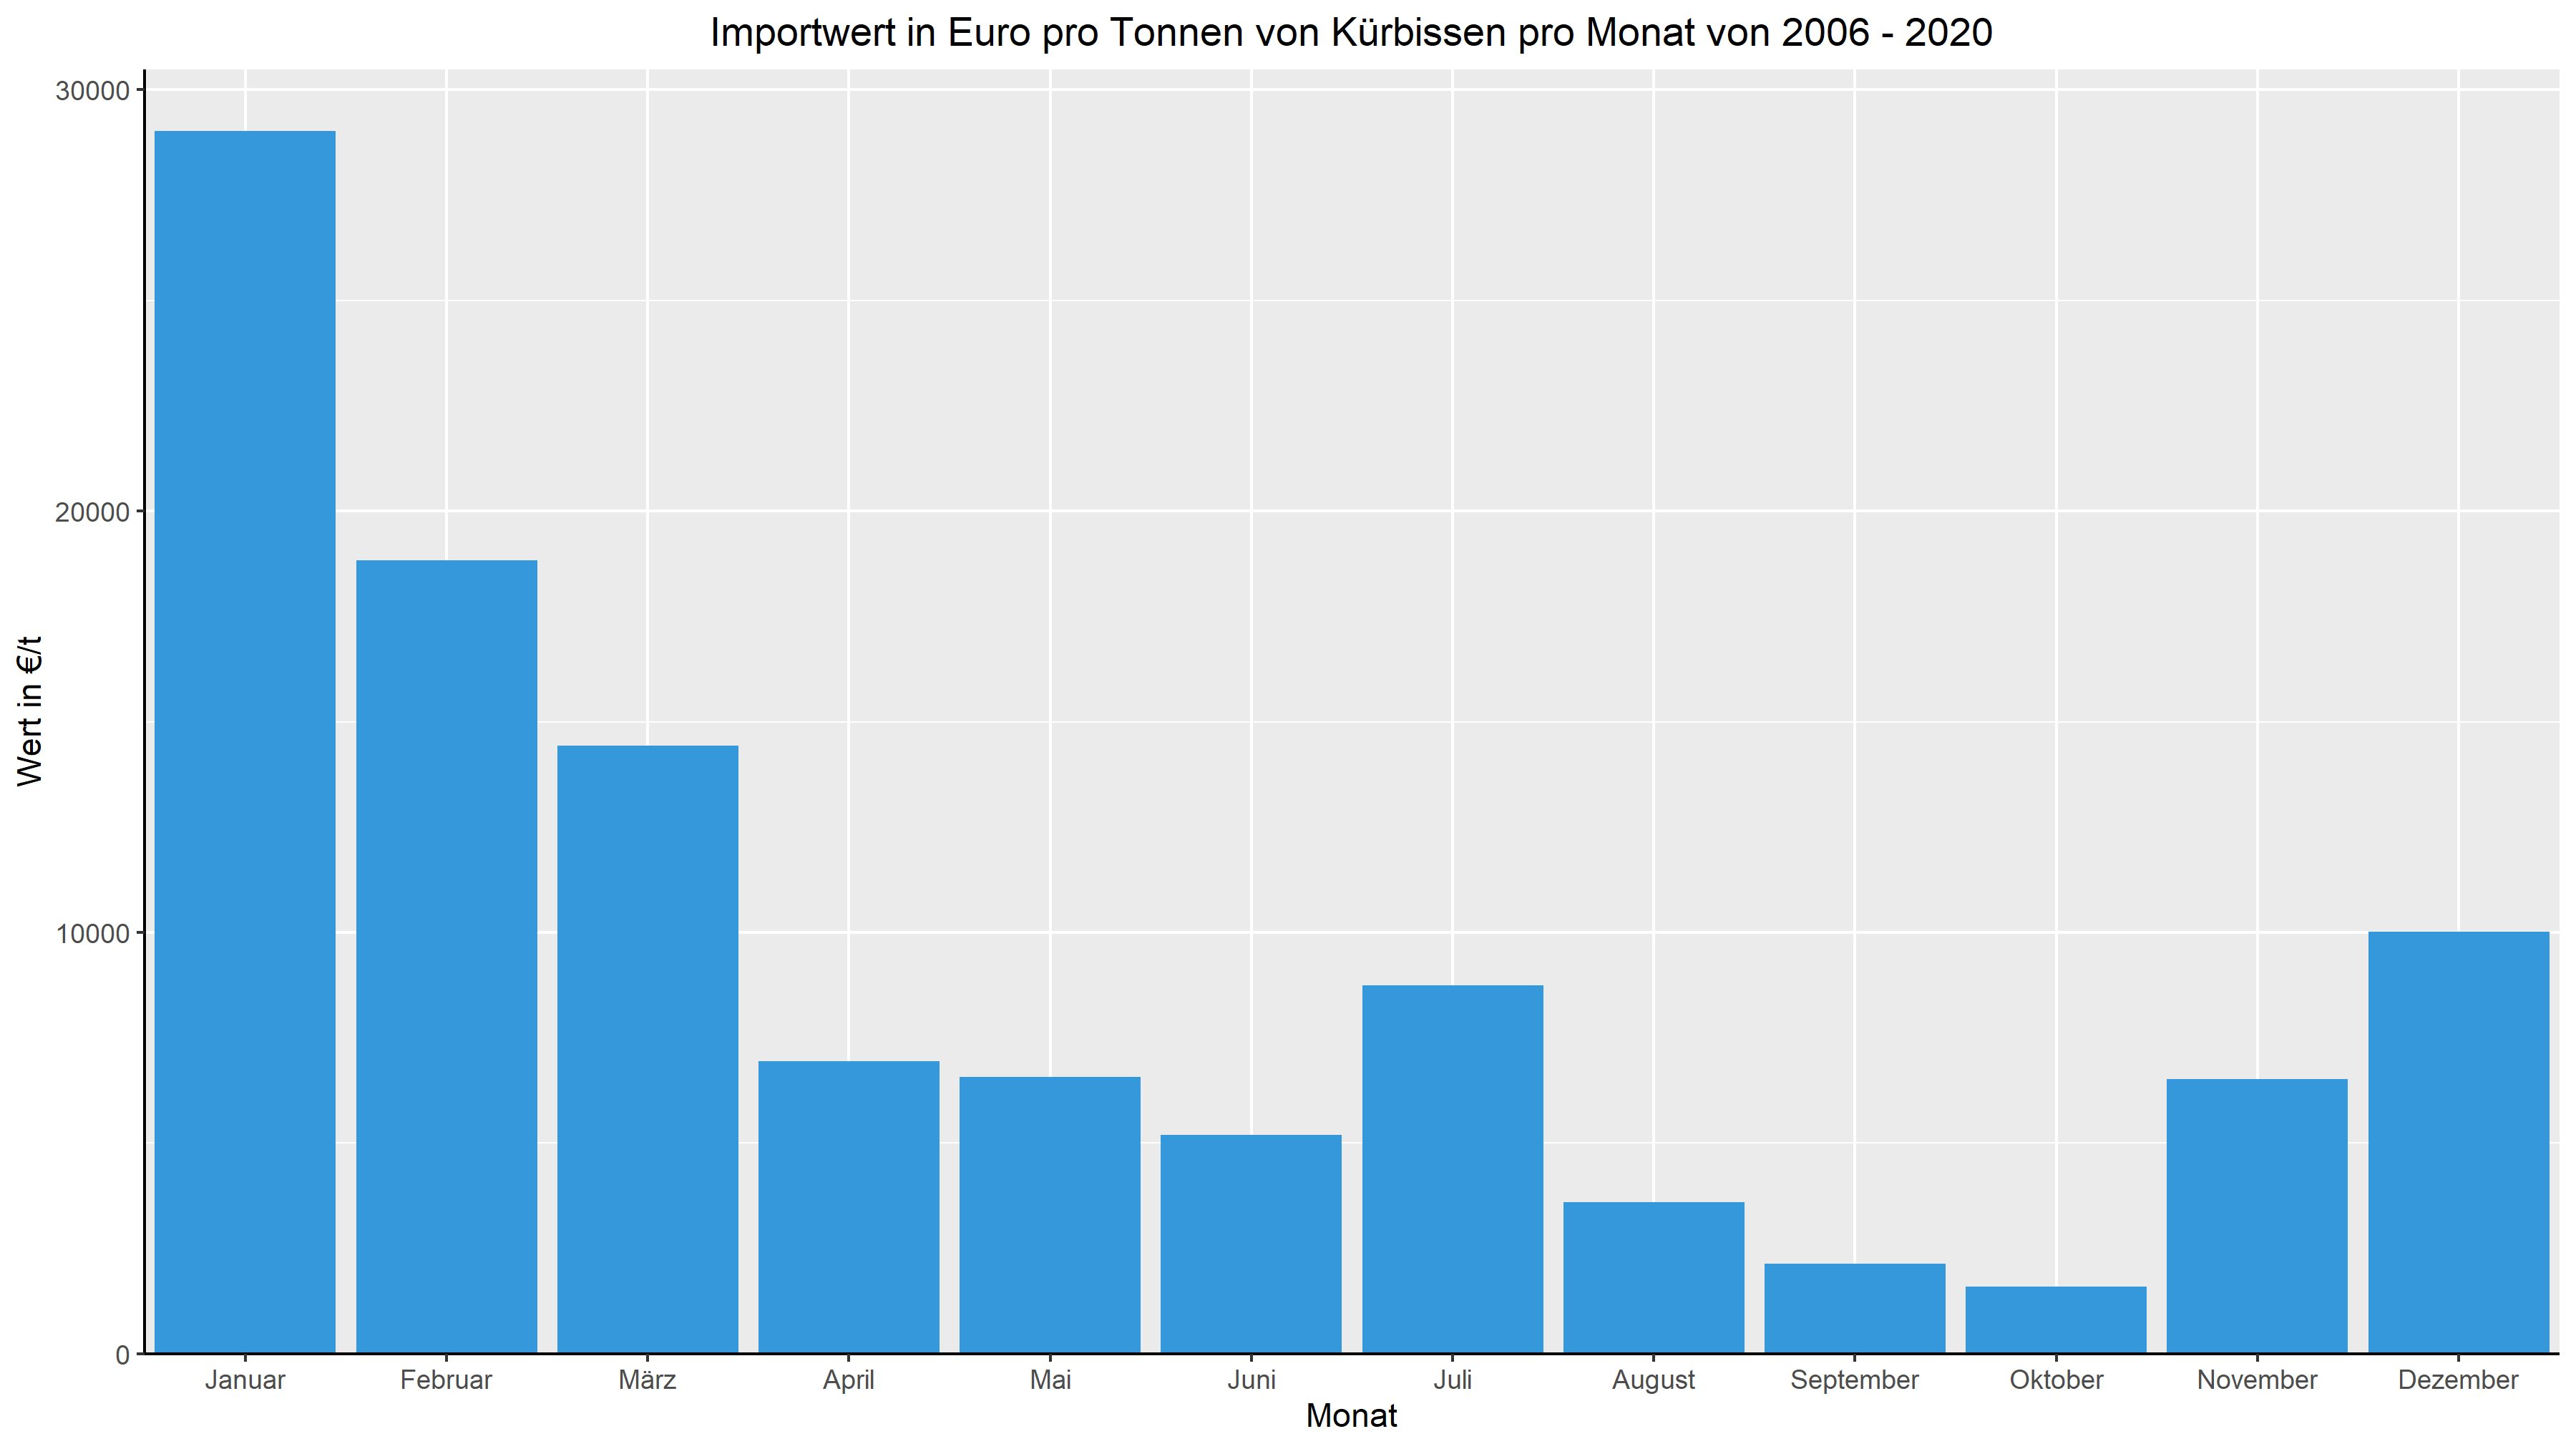 Importwert in Euro pro Tonnen von Kürbissen pro Monat von 2006 - 2020
Wert in €/t
30000
20000
10000
0
Januar Februar März April Mai Juni Juli August September Oktober November Dezember
Monat